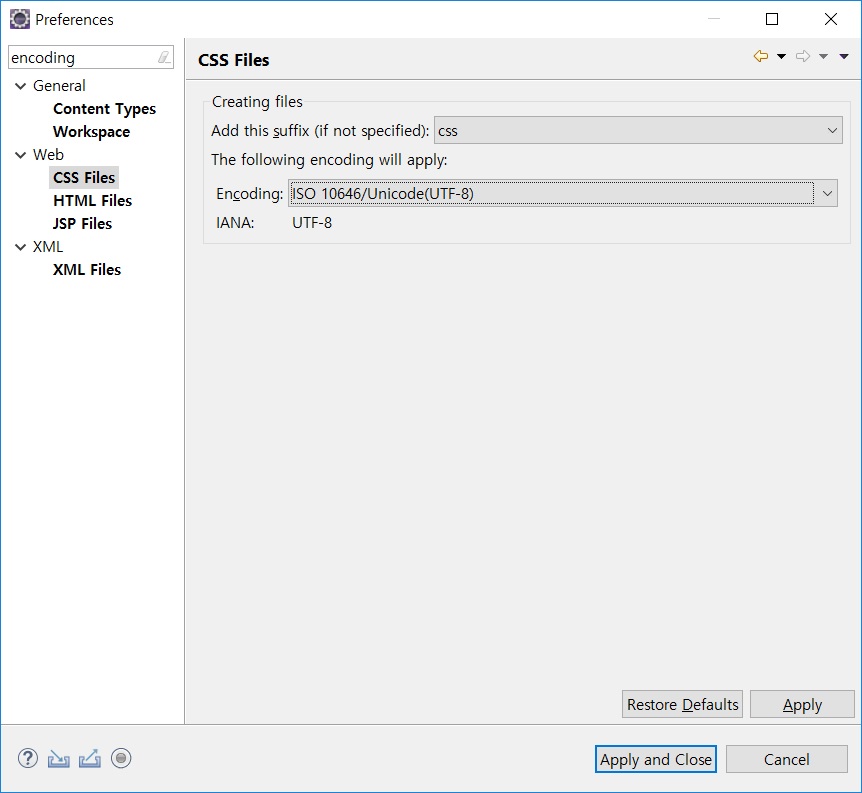 Preferences
encoding
CSS Files
General
Content Types
Workspace
Web
CSS Files
HTML Files
JSP Files
XML
XML Files
Creating files
Add this suffix (if not specified): css
The following encoding will apply:
Encoding: ISO 10646/Unicode(UTF-8)
IANA: UTF-8
Restore Defaults Apply
? Apply and Close Cancel